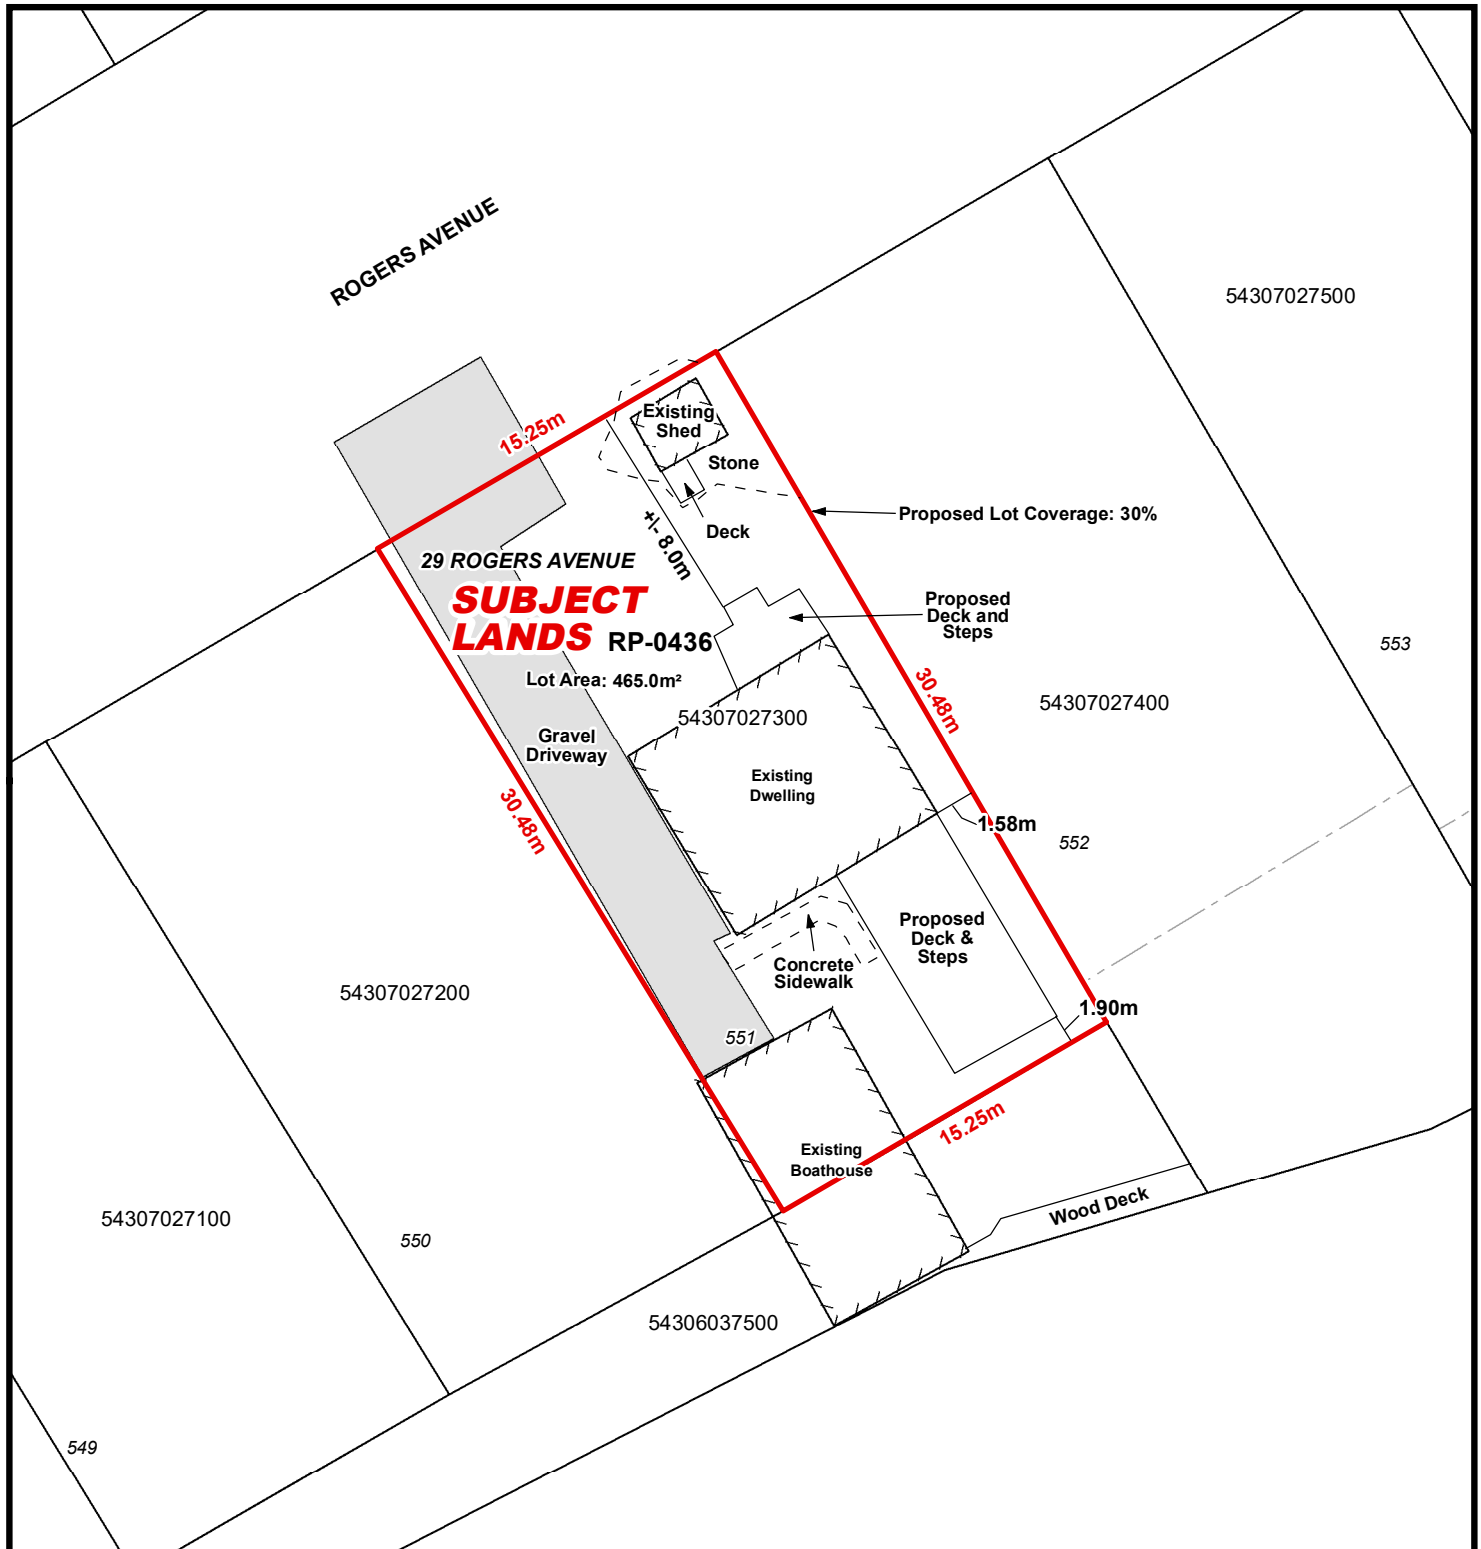 ROGERS AVENUE
54307027500
15.25m
Existing
Shed
Stone
Deck
+/- 8.0m
Proposed Lot Coverage: 30%
29 ROGERS AVENUE
SUBJECT
LANDS RP-0436
Lot Area: 465.0m²
Proposed
Deck and
Steps
553
30.48m
54307027400
54307027300
Gravel
Driveway
Existing
Dwelling
30.48m
1.58m
552
Proposed
Deck &
Steps
Concrete
Sidewalk
54307027200
1.90m
551
15.25m
Existing
Boathouse
Wood Deck
54307027100
550
54306037500
549